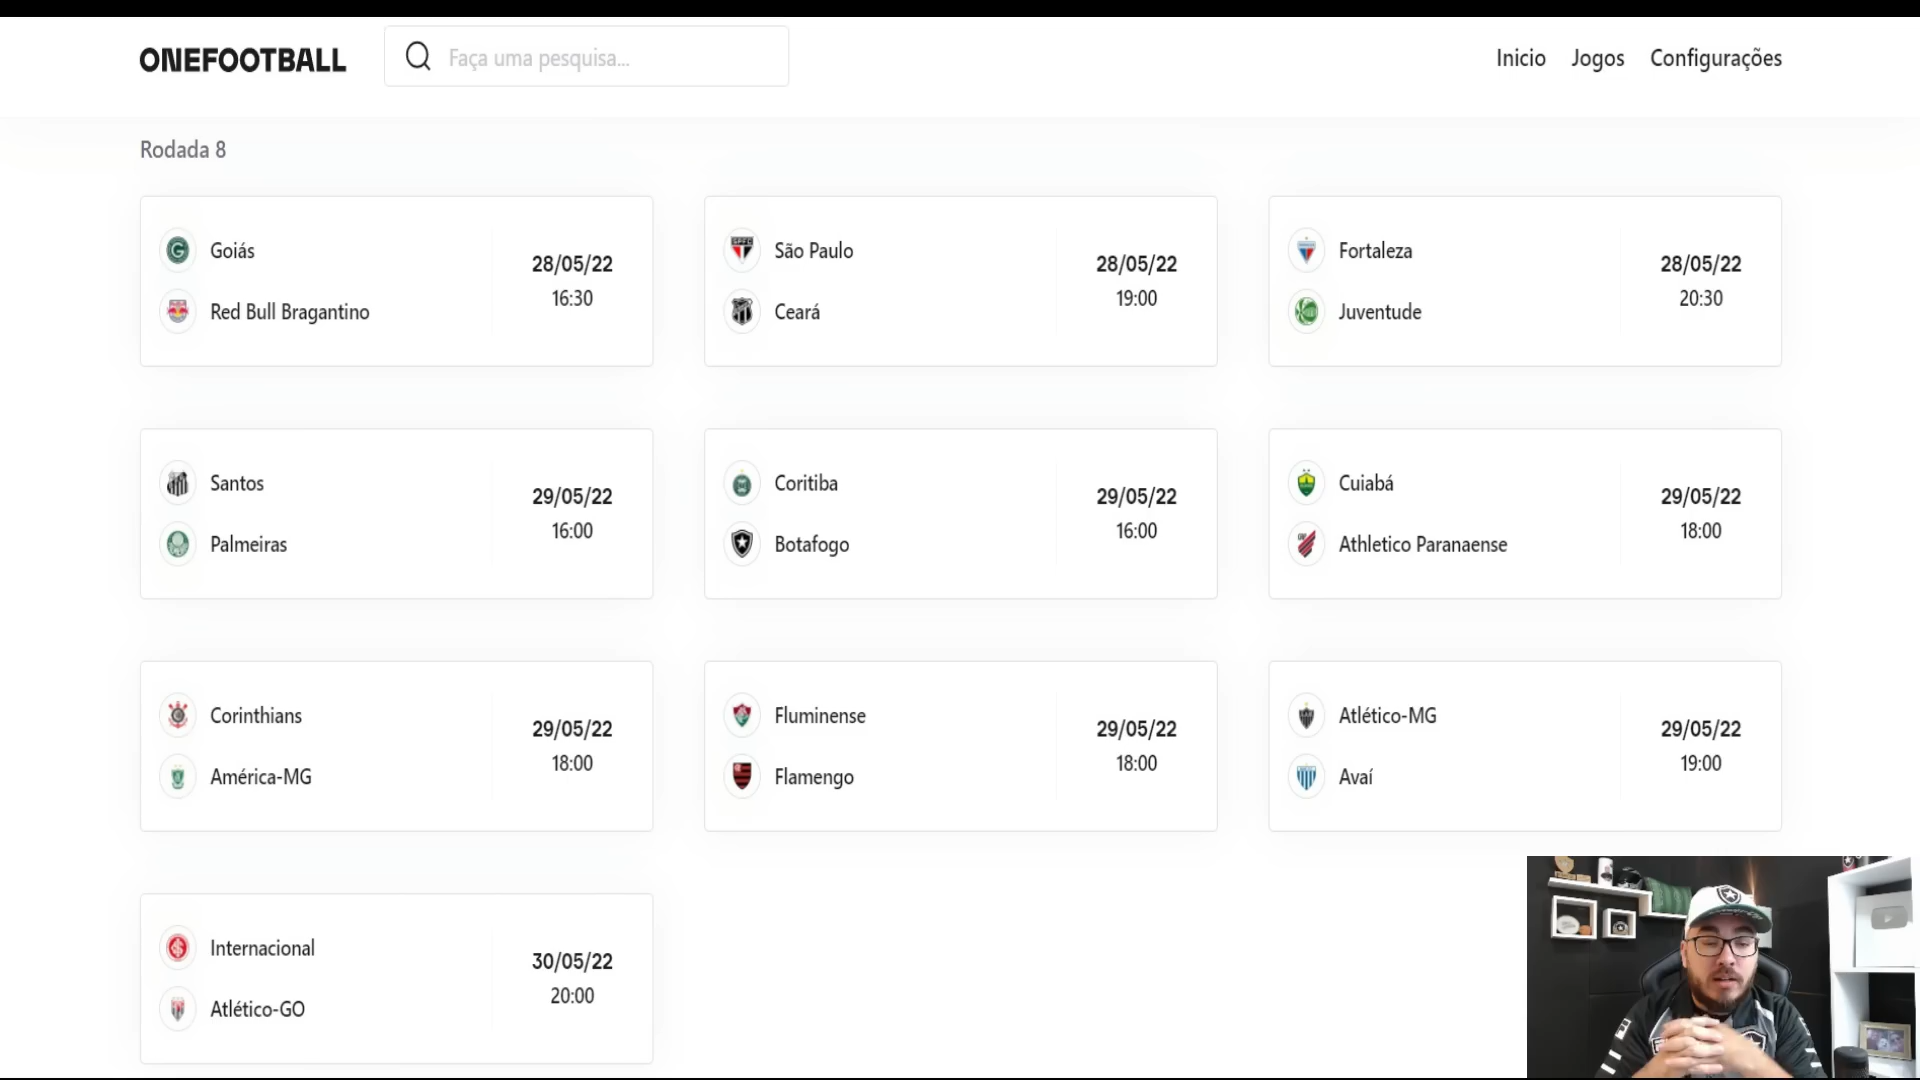 ONEFOOTBALL
Faça uma pesquisa...
Inicio
Jogos
Configurações
Rodada 8
Goiás
Red Bull Bragantino
28/05/22
16:30
São Paulo
Ceará
28/05/22
19:00
Fortaleza
Juventude
28/05/22
20:30
Santos
Palmeiras
29/05/22
16:00
Coritiba
Botafogo
29/05/22
16:00
Cuiabá
Athletico Paranaense
29/05/22
18:00
Corinthians
América-MG
29/05/22
18:00
Fluminense
Flamengo
29/05/22
18:00
Atlético-MG
Avaí
29/05/22
19:00
Internacional
Atlético-GO
30/05/22
20:00